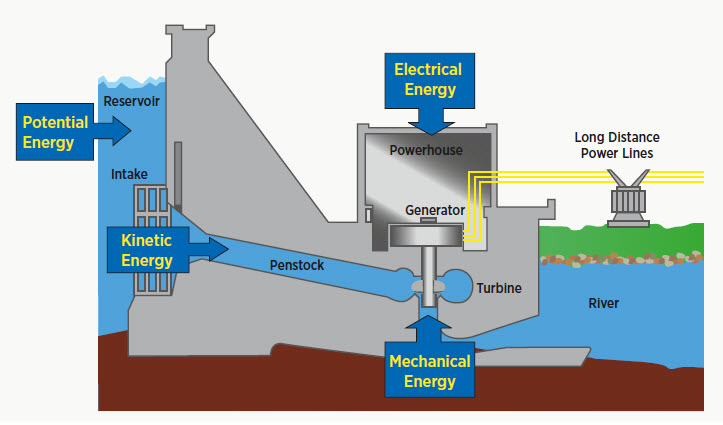 Electrical
Energy
Reservoir
Potential
Energy
Powerhouse
Long Distance
Power Lines
Intake
Generator
Kinetic
Energy
Penstock
Turbine
River
Mechanical
Energy